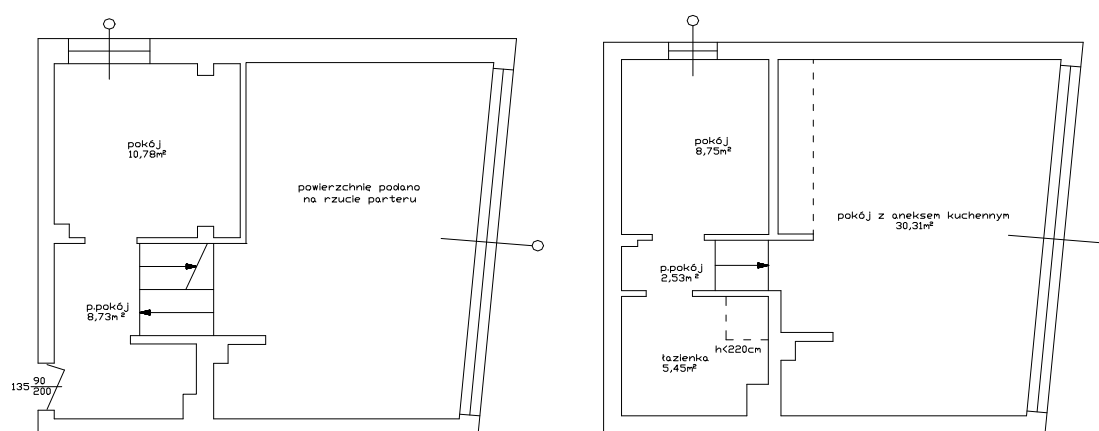 pokój
10,78m²
powierzchnię podano
na rzucie parteru
p.pokój
8,73m²
135
90
200
pokój
8,75m²
pokój z aneksem kuchennym
30,31m²
p.pokój
2,53m²
h<220cm
łazienka
5,45m²